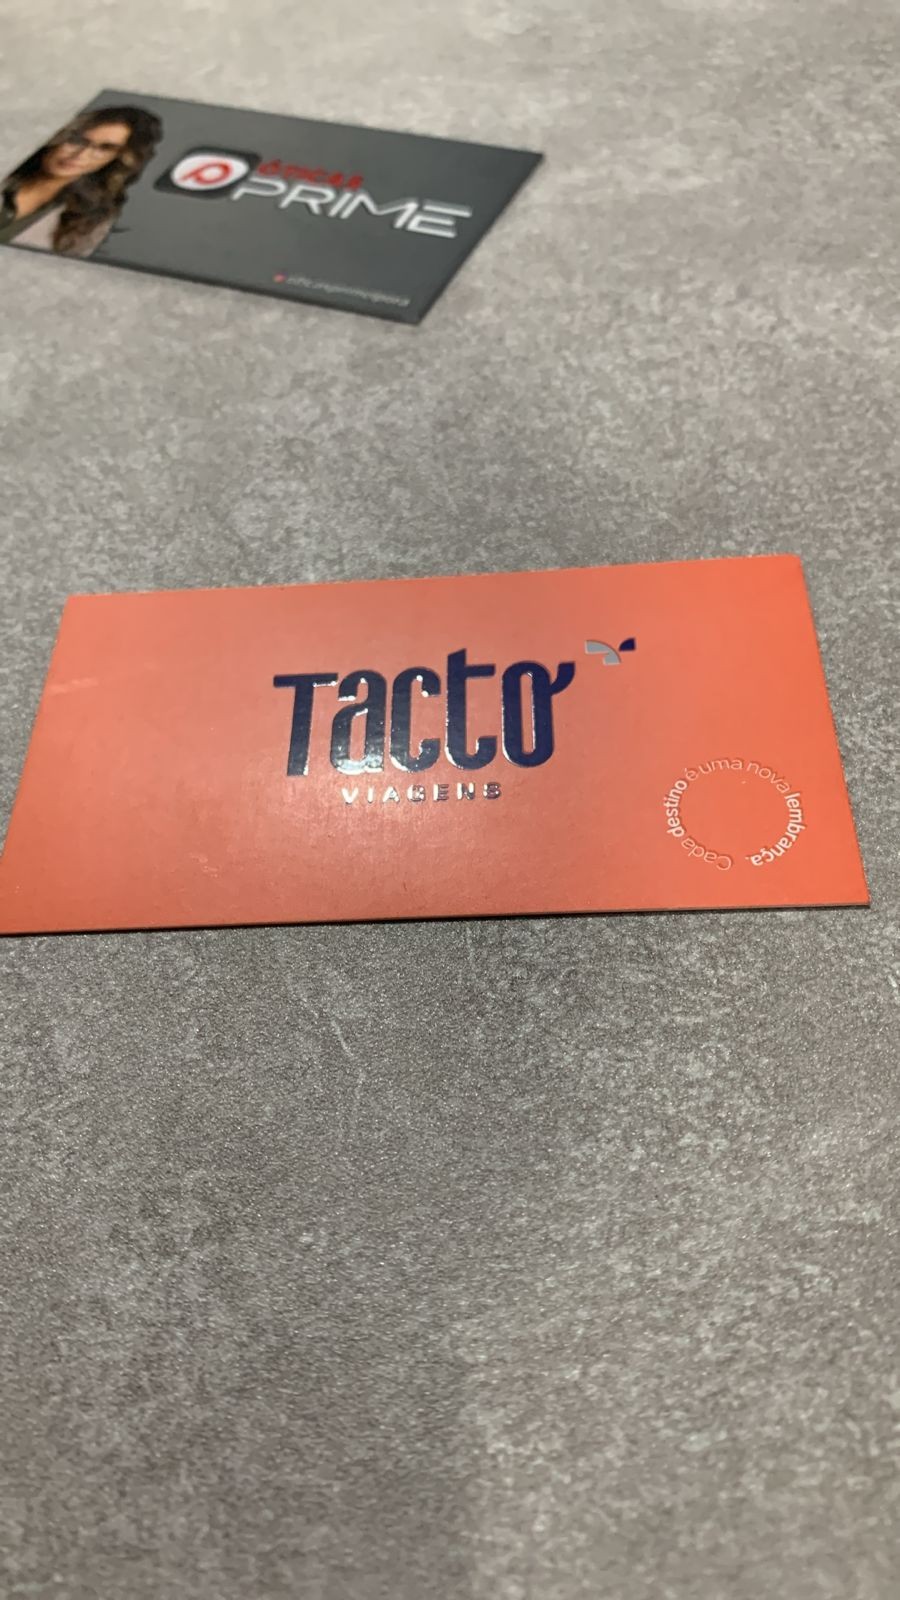 ÓTICAS
PRIME
Tacto
VIAGENS
Cada destino é uma nova lembrança.